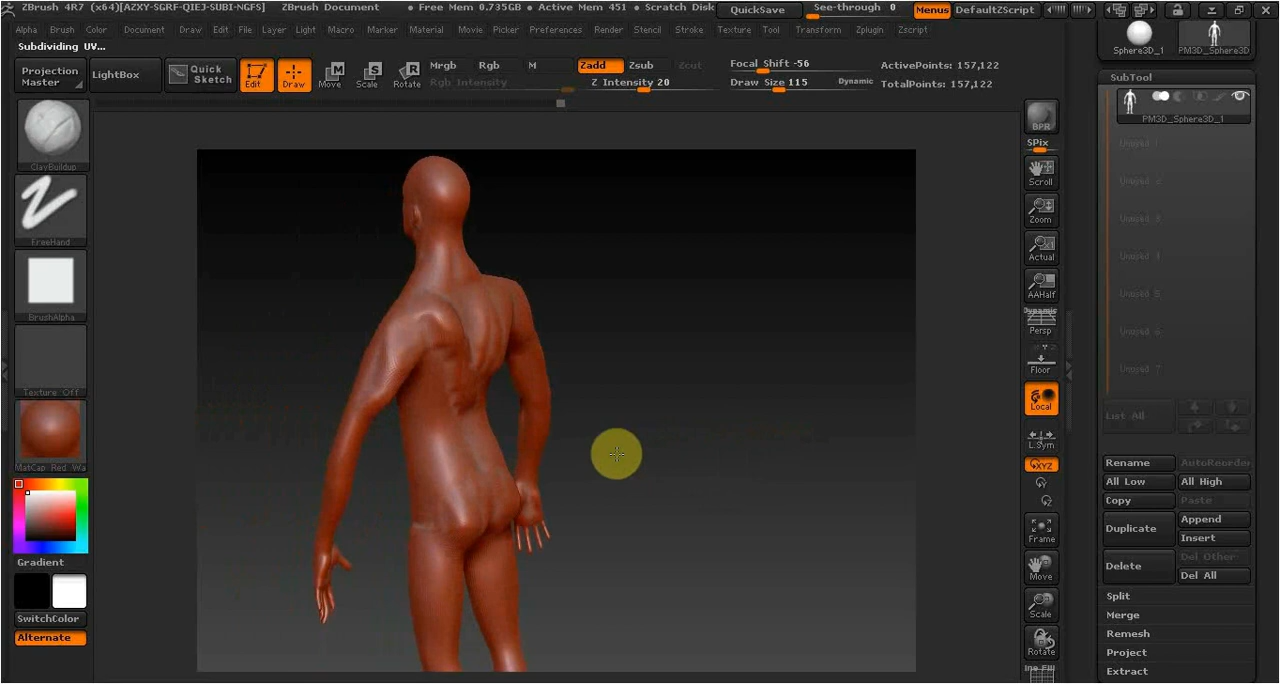 ZBrush 4R7 (x64)[AZXY-SGRF-QIEJ-SUBI-NGFS] ZBrush Document • Free Mem 0.735GB • Active Mem 451 • Scratch Disk QuickSave See-through 0 Menus DefaultZScript
Alpha Brush Color Document Draw Edit File Layer Light Macro Marker Material Movie Picker Preferences Render Stencil Stroke Texture Tool Transform Zplugin Zscript
Subdividing UV...
Projection Master
LightBox
Quick Sketch
Edit
Draw
Move
Scale
Rotate
Mrgb Rgb M
Rgb Intensity
Zadd Zsub Zcut
Z Intensity 20
Focal Shift -56
Draw Size 115 Dynamic
ActivePoints: 157,122
TotalPoints: 157,122
ClayBuildup
FreeHand
BrushAlpha
Texture Off
MatCap Red Wa
Gradient
SwitchColor
Alternate
BPR
SPix
Scroll
Zoom
Actual
AAHalf
Dynamic
Persp
Floor
Local
L.Sym
XYZ
Y
Z
Frame
Move
Scale
Rotate
Line Fill
Sphere3D_1 PM3D_Sphere3D
SubTool
PM3D_Sphere3D_1
Unused 1
Unused 2
Unused 3
Unused 4
Unused 5
Unused 6
Unused 7
List All
Rename AutoReorder
All Low All High
Copy Paste
Duplicate
Append
Insert
Delete
Del Other
Del All
Split
Merge
Remesh
Project
Extract